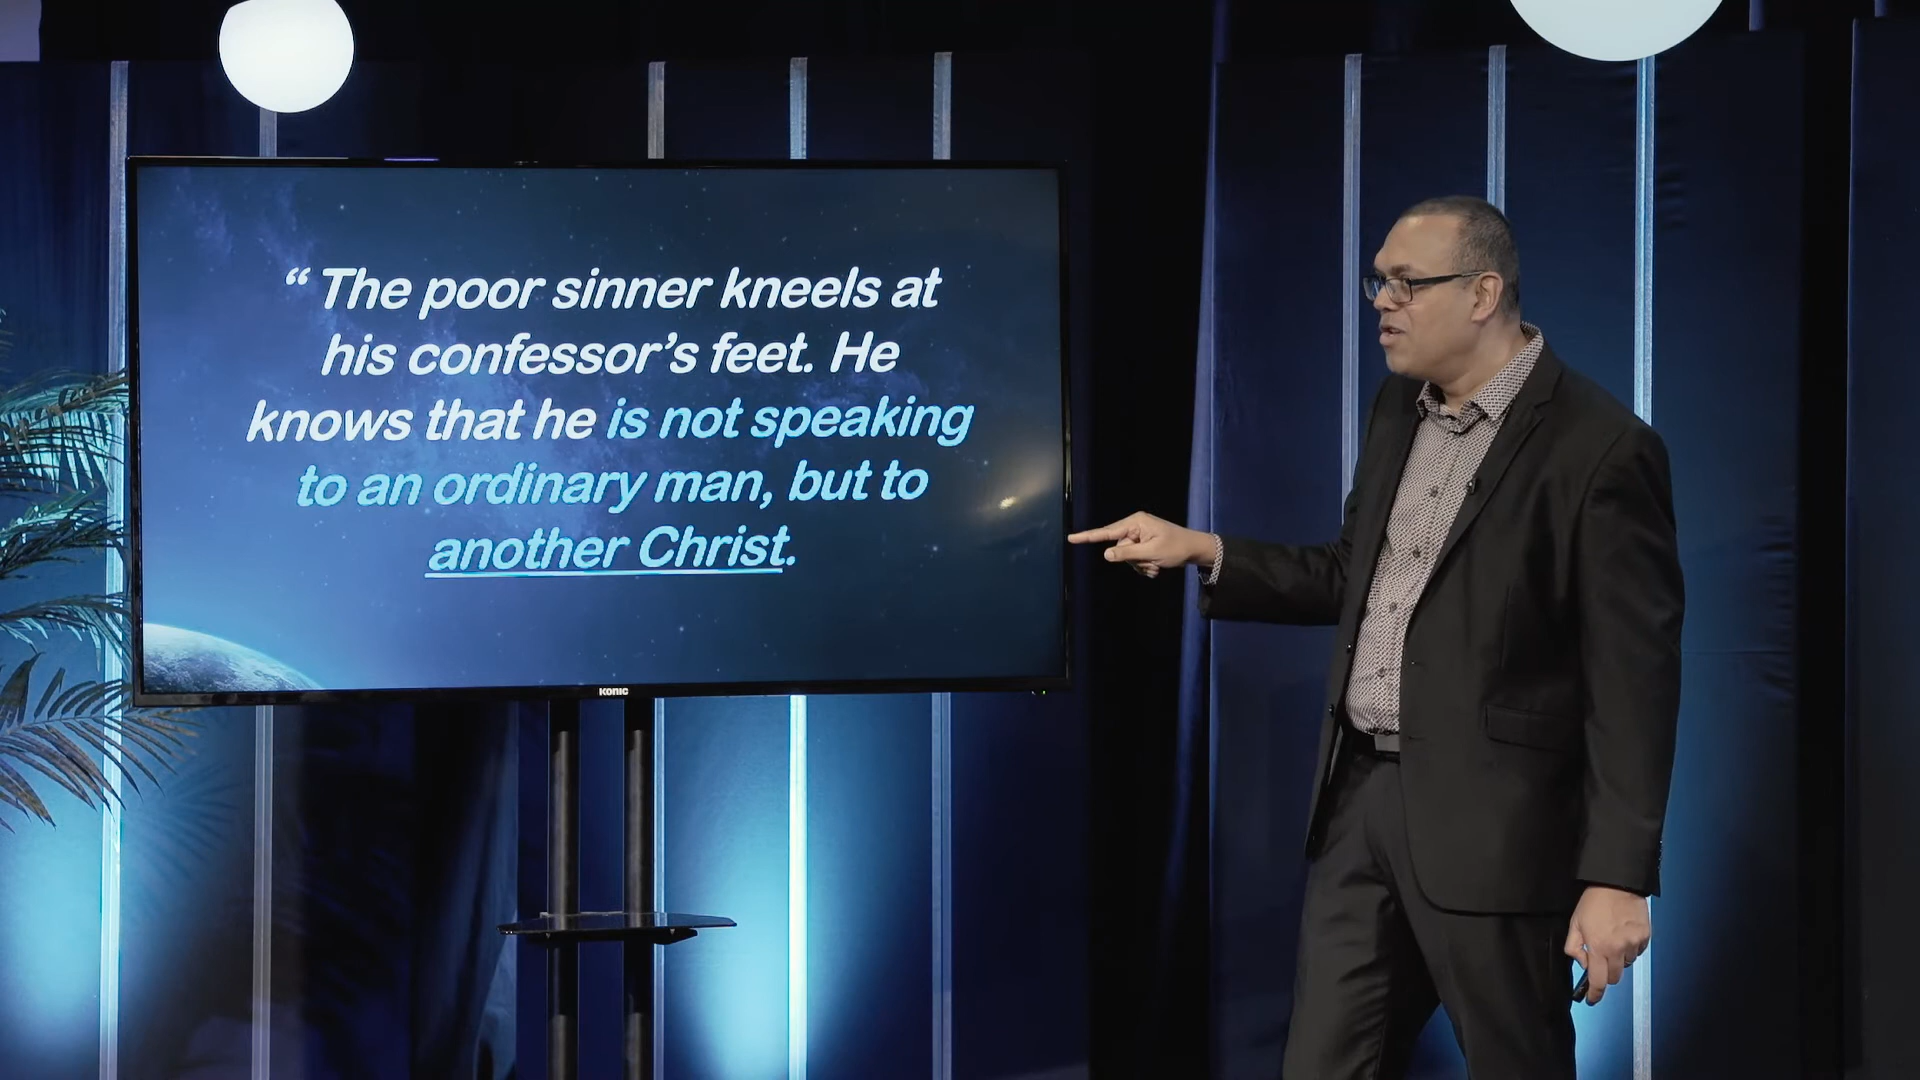 “ The poor sinner kneels at
his confessor’s feet. He
knows that he is not speaking
to an ordinary man, but to
another Christ.
KONIC